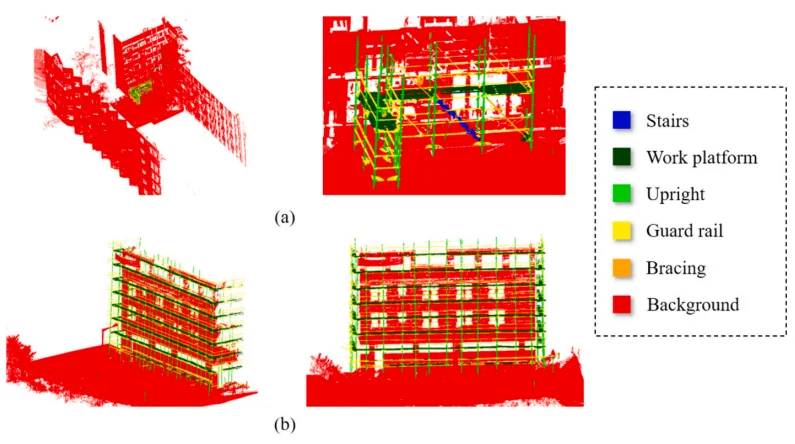 (a)
(b)
Stairs
Work platform
Upright
Guard rail
Bracing
Background